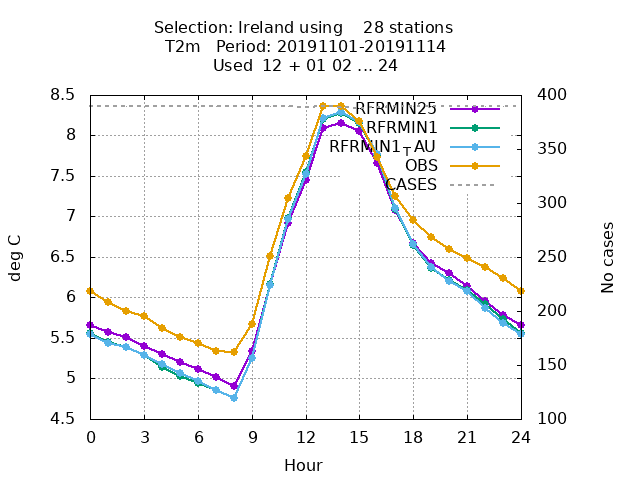 Selection: Ireland using    28 stations
T2m   Period: 20191101-20191114
Used  12 + 01 02 ... 24
8.5
8
7.5
7
6.5
6
5.5
5
4.5
400
350
300
250
200
150
100
0 3 6 9 12 15 18 21 24
deg C
No cases
Hour
RFRMIN25
RFRMIN1
RFRMIN1_AU
OBS
CASES